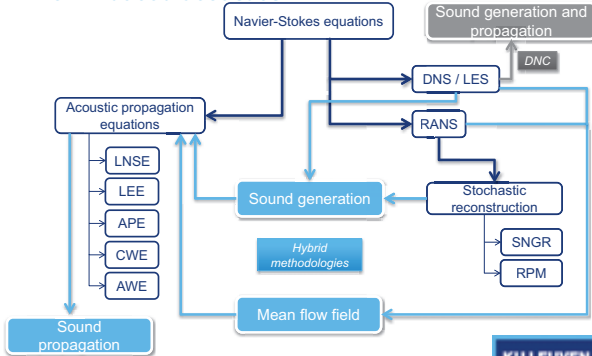 Navier-Stokes equations
Sound generation and
propagation
DNC
DNS / LES
Acoustic propagation
equations
RANS
LNSE
LEE
APE
CWE
AWE
Sound generation
Stochastic
reconstruction
SNGR
RPM
Hybrid
methodologies
Mean flow field
Sound
propagation